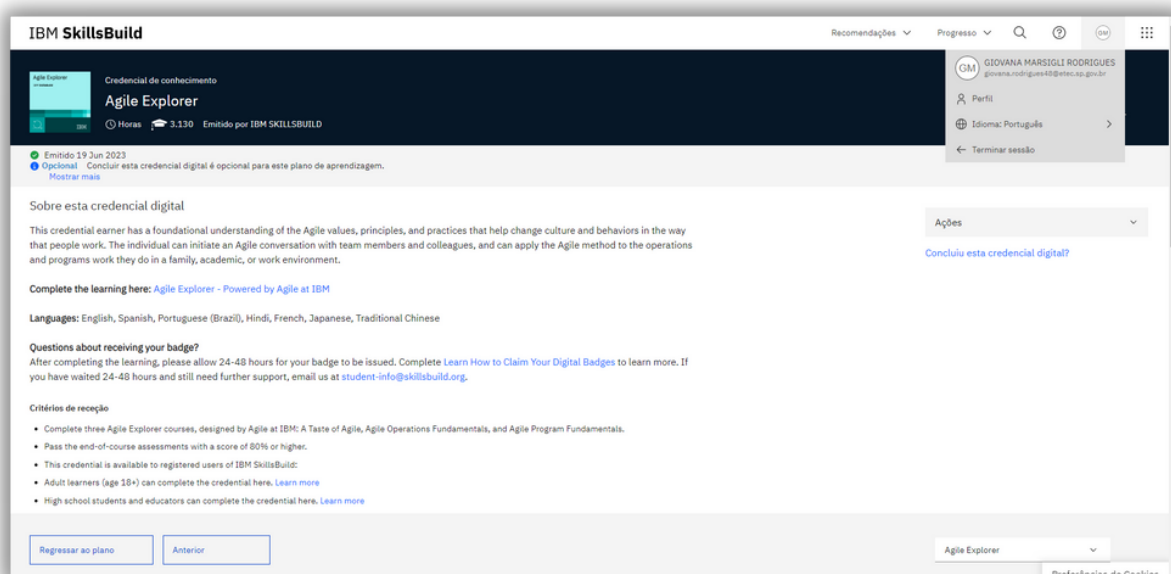 IBM SkillsBuild
Recomendações
Progresso
GM
Agile Explorer
IBM
Credencial de conhecimento
Agile Explorer
Horas 3.130 Emitido por IBM SKILLSBUILD
GM
GIOVANA MARSIGLI RODRIGUES
giovana.rodrigues48@etec.sp.gov.br
Perfil
Idioma: Português
Terminar sessão
Emitido 19 Jun 2023
Opcional Concluir esta credencial digital é opcional para este plano de aprendizagem.
Mostrar mais
Sobre esta credencial digital
This credential earner has a foundational understanding of the Agile values, principles, and practices that help change culture and behaviors in the way
that people work. The individual can initiate an Agile conversation with team members and colleagues, and can apply the Agile method to the operations
and programs work they do in a family, academic, or work environment.
Ações
Concluiu esta credencial digital?
Complete the learning here: Agile Explorer - Powered by Agile at IBM
Languages: English, Spanish, Portuguese (Brazil), Hindi, French, Japanese, Traditional Chinese
Questions about receiving your badge?
After completing the learning, please allow 24-48 hours for your badge to be issued. Complete Learn How to Claim Your Digital Badges to learn more. If
you have waited 24-48 hours and still need further support, email us at student-info@skillsbuild.org.
Critérios de receção
• Complete three Agile Explorer courses, designed by Agile at IBM: A Taste of Agile, Agile Operations Fundamentals, and Agile Program Fundamentals.
• Pass the end-of-course assessments with a score of 80% or higher.
• This credential is available to registered users of IBM SkillsBuild:
• Adult learners (age 18+) can complete the credential here. Learn more
• High school students and educators can complete the credential here. Learn more
Regressar ao plano
Anterior
Agile Explorer
Preferências de Cookies